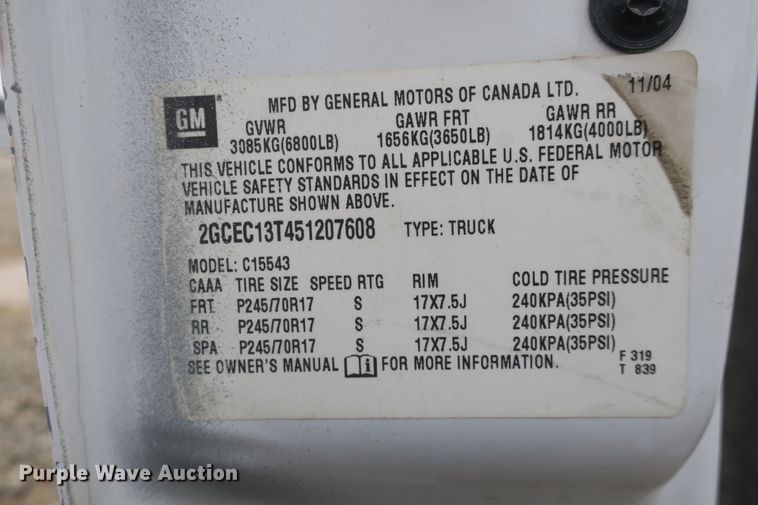 11/04
GM
MFD BY GENERAL MOTORS OF CANADA LTD.
GVWR GAWR FRT GAWR RR
3085KG(6800LB) 1656KG(3650LB) 1814KG(4000LB)
THIS VEHICLE CONFORMS TO ALL APPLICABLE U.S. FEDERAL MOTOR
VEHICLE SAFETY STANDARDS IN EFFECT ON THE DATE OF
MANUFACTURE SHOWN ABOVE.
2GCEC13T451207608 TYPE: TRUCK
MODEL: C15543
CAAA TIRE SIZE SPEED RTG RIM COLD TIRE PRESSURE
FRT P245/70R17 S 17X7.5J 240KPA(35PSI)
RR P245/70R17 S 17X7.5J 240KPA(35PSI)
SPA P245/70R17 S 17X7.5J 240KPA(35PSI)
SEE OWNER'S MANUAL i FOR MORE INFORMATION.
F 319
T 839
Purple Wave Auction